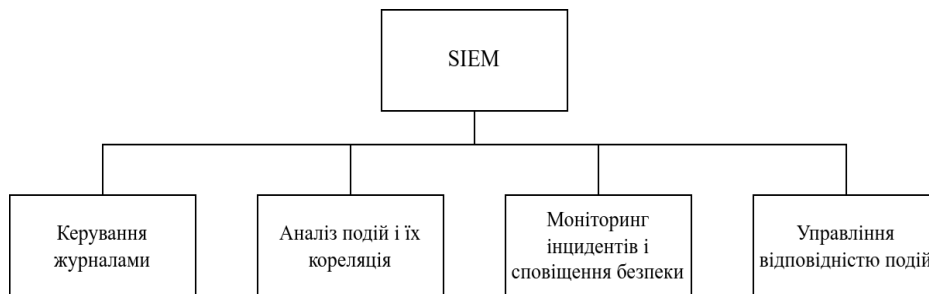 SIEM
Керування
журналами
Аналіз подій і їх
кореляція
Моніторинг
інцидентів і
сповіщення безпеки
Управління
відповідністю подій